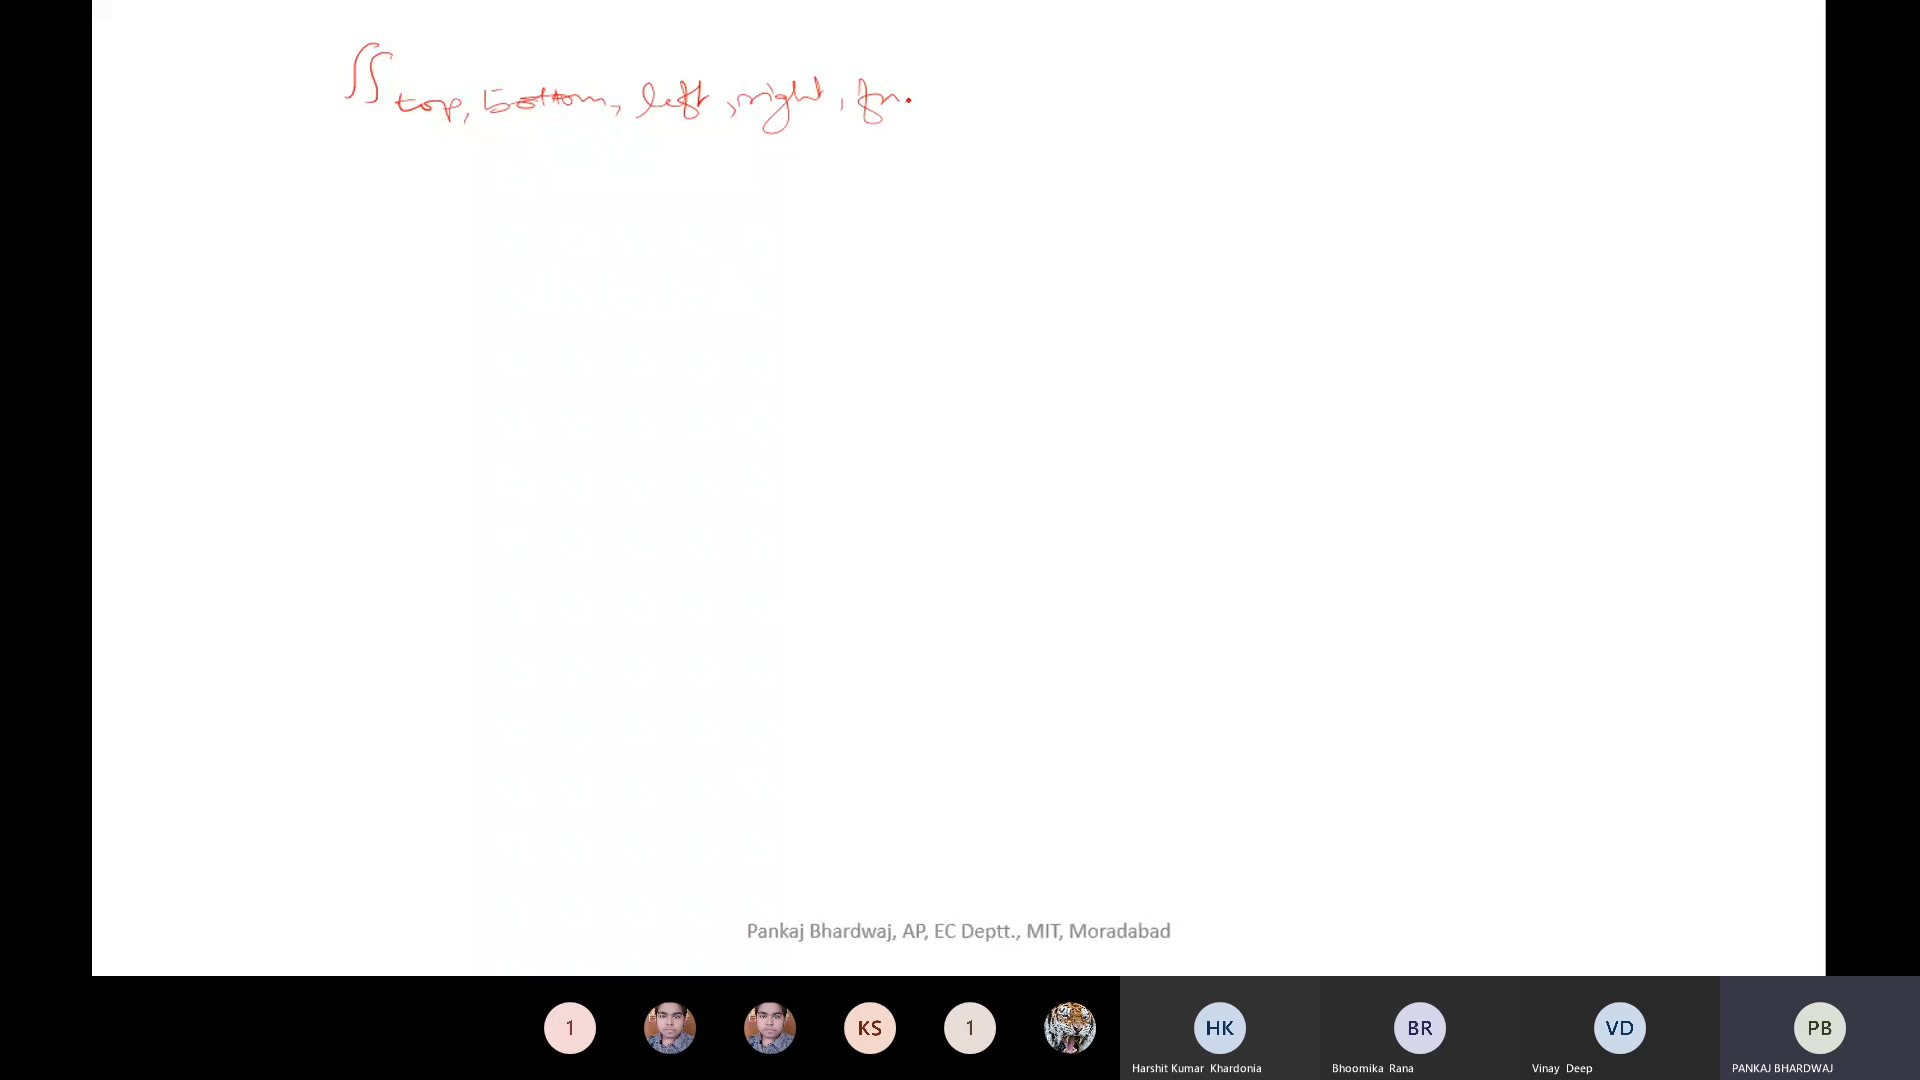 ∬ top, bottom, left, right, fr
Pankaj Bhardwaj, AP, EC Deptt., MIT, Moradabad
1 KS 1 HK BR VD PB
Harshit Kumar Khardonia Bhoomika Rana Vinay Deep PANKAJ BHARDWAJ